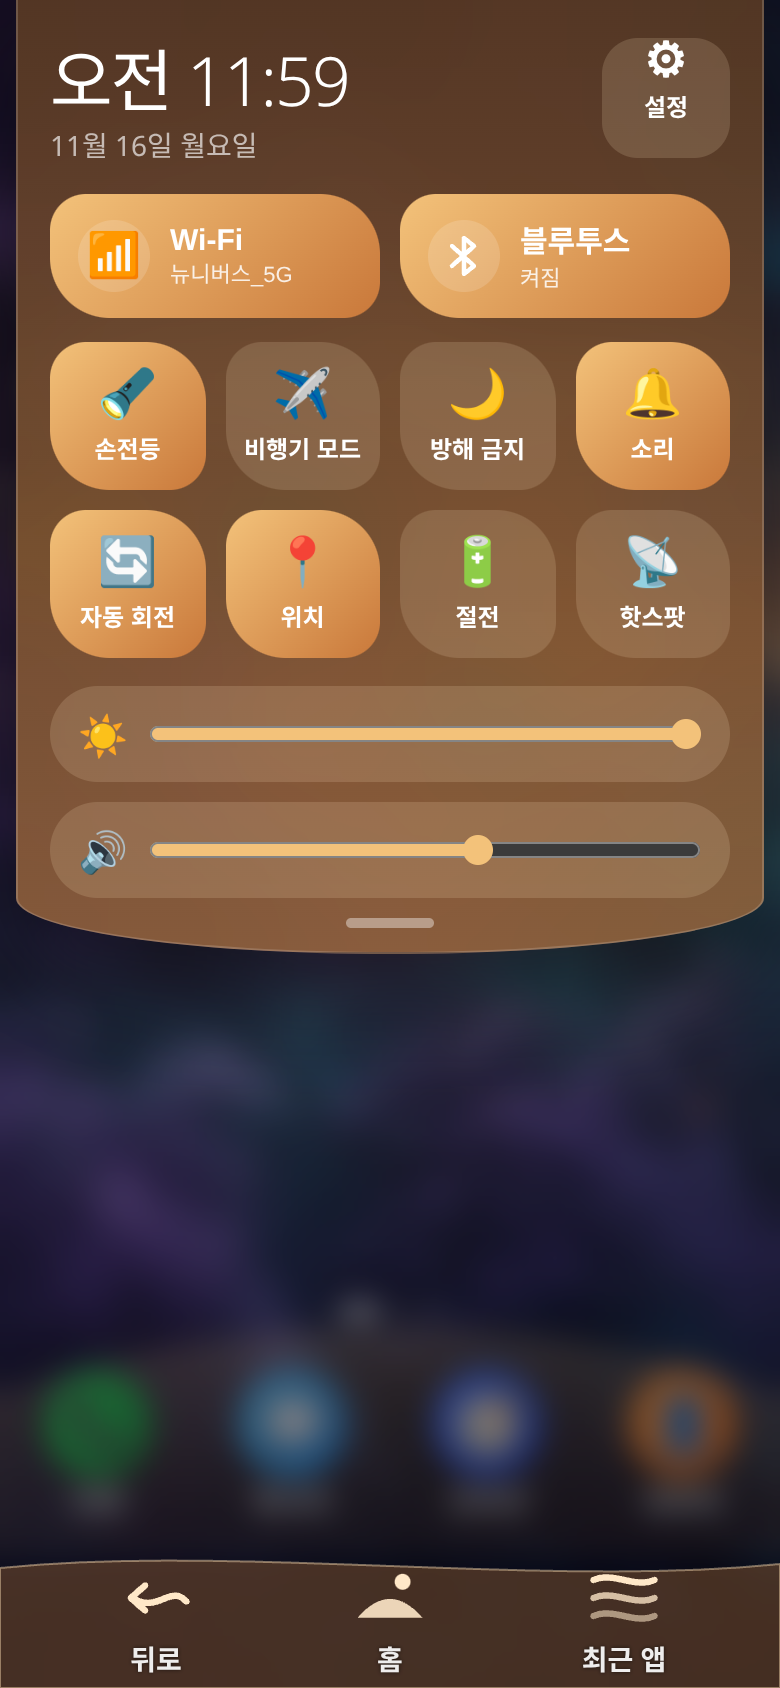 오전 11:59
설정
11월 16일 월요일
Wi-Fi
뉴니버스_5G
블루투스
켜짐
손전등
비행기 모드
방해 금지
소리
자동 회전
위치
절전
핫스팟
뒤로
홈
최근 앱